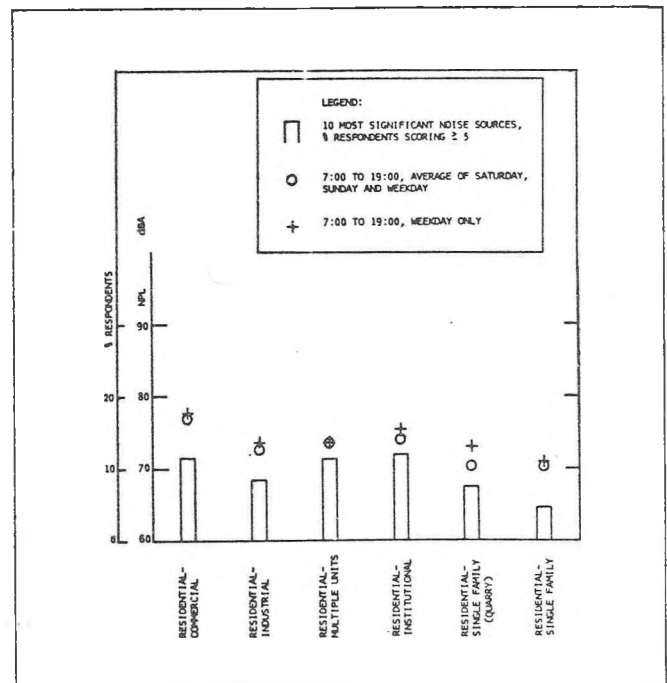 LEGEND:
10 MOST SIGNIFICANT NOISE SOURCES,
% RESPONDENTS SCORING ≥ 5
7:00 TO 19:00, AVERAGE OF SATURDAY,
SUNDAY AND WEEKDAY
7:00 TO 19:00, WEEKDAY ONLY
% RESPONDENTS
NPL dBA
90
20
80
10
70
0
60
RESIDENTIAL-
COMMERCIAL
RESIDENTIAL-
INDUSTRIAL
RESIDENTIAL-
MULTIPLE UNITS
RESIDENTIAL-
INSTITUTIONAL
RESIDENTIAL-
SINGLE FAMILY
(QUARRY)
RESIDENTIAL-
SINGLE FAMILY